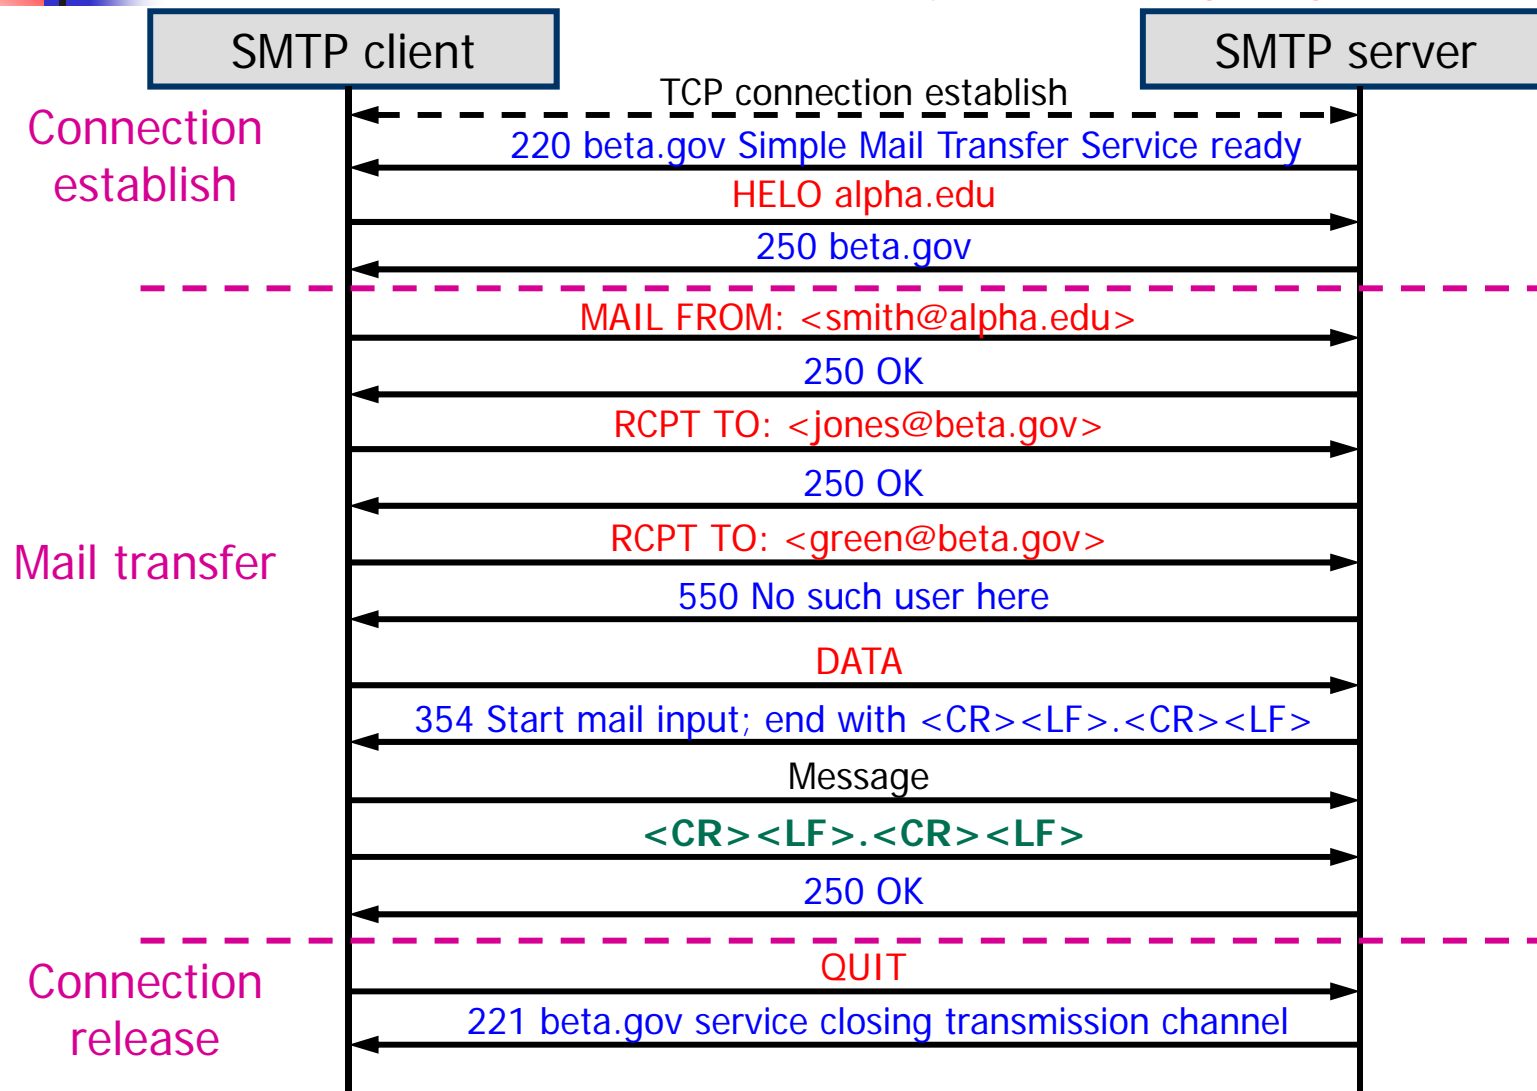 SMTP client
SMTP server
TCP connection establish
Connection
establish
220 beta.gov Simple Mail Transfer Service ready
HELO alpha.edu
250 beta.gov
MAIL FROM: <smith@alpha.edu>
250 OK
RCPT TO: <jones@beta.gov>
250 OK
RCPT TO: <green@beta.gov>
Mail transfer
550 No such user here
DATA
354 Start mail input; end with <CR><LF>.<CR><LF>
Message
<CR><LF>.<CR><LF>
250 OK
QUIT
Connection
release
221 beta.gov service closing transmission channel